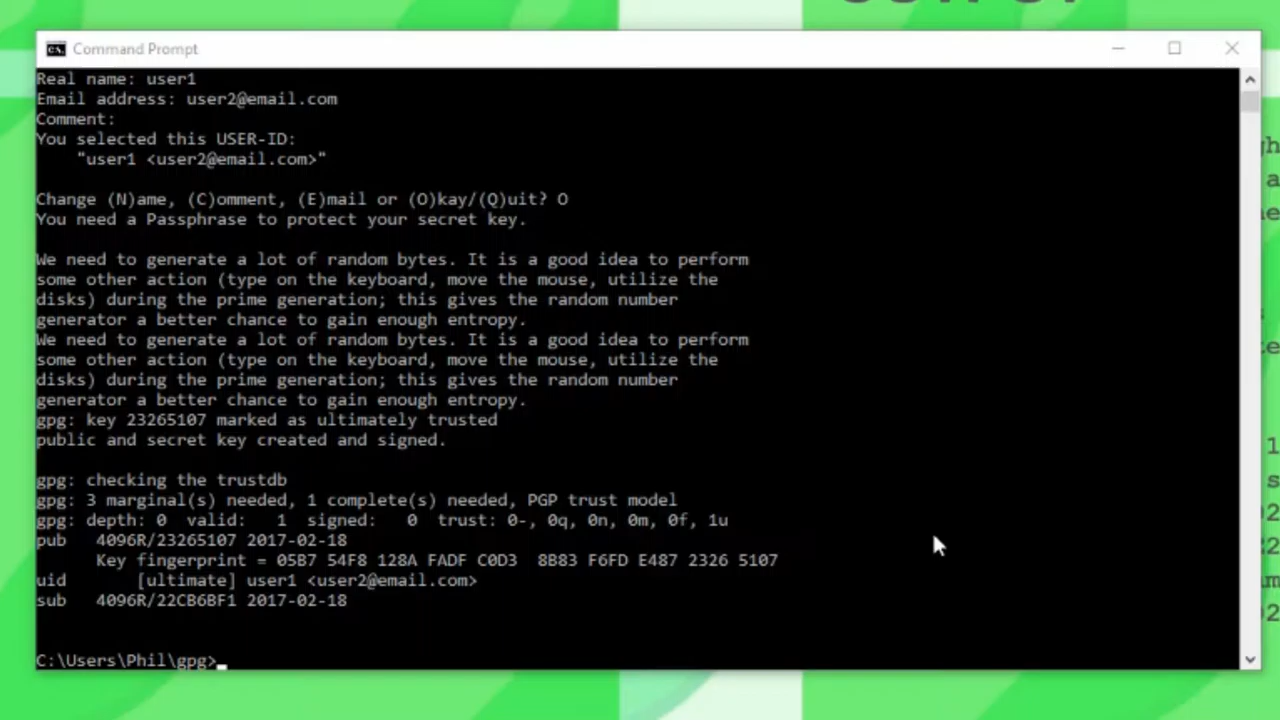 Command Prompt
Real name: user1
Email address: user2@email.com
Comment:
You selected this USER-ID:
"user1 <user2@email.com>"
Change (N)ame, (C)omment, (E)mail or (O)kay/(Q)uit? O
You need a Passphrase to protect your secret key.
We need to generate a lot of random bytes. It is a good idea to perform
some other action (type on the keyboard, move the mouse, utilize the
disks) during the prime generation; this gives the random number
generator a better chance to gain enough entropy.
We need to generate a lot of random bytes. It is a good idea to perform
some other action (type on the keyboard, move the mouse, utilize the
disks) during the prime generation; this gives the random number
generator a better chance to gain enough entropy.
gpg: key 23265107 marked as ultimately trusted
public and secret key created and signed.
gpg: checking the trustdb
gpg: 3 marginal(s) needed, 1 complete(s) needed, PGP trust model
gpg: depth: 0 valid: 1 signed: 0 trust: 0-, 0q, 0n, 0m, 0f, 1u
pub 4096R/23265107 2017-02-18
Key fingerprint = 05B7 54F8 128A FADF C0D3 8B83 F6FD E487 2326 5107
uid [ultimate] user1 <user2@email.com>
sub 4096R/22CB6BF1 2017-02-18
C:\Users\Phil\gpg>